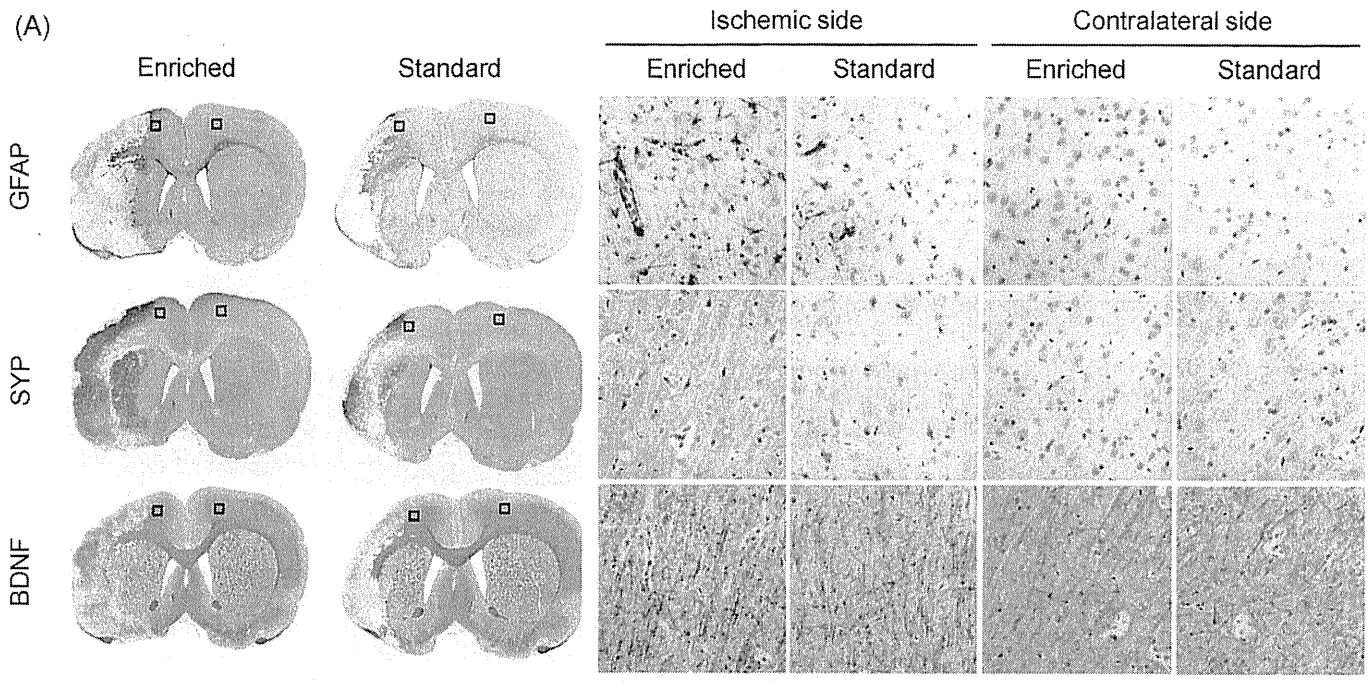 (A)
Ischemic side
Contralateral side
Enriched
Standard
Enriched
Standard
Enriched
Standard
GFAP
SYP
BDNF